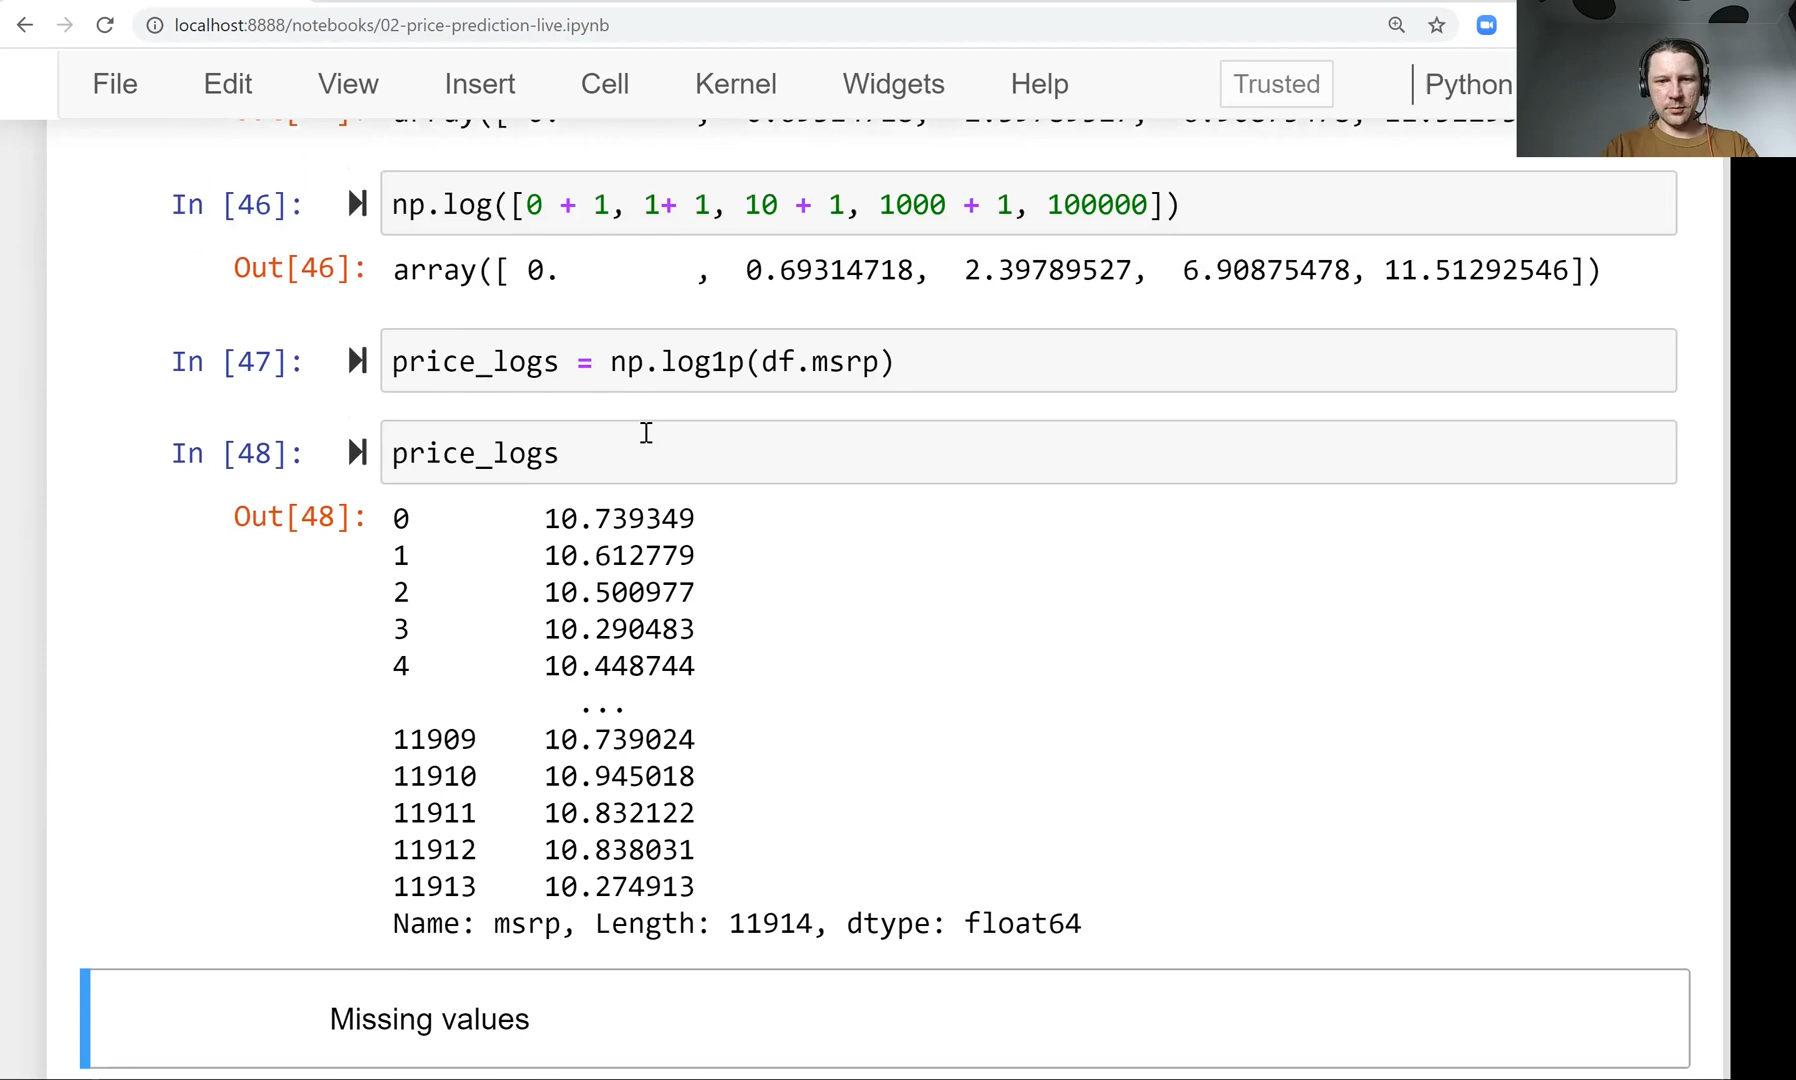 localhost:8888/notebooks/02-price-prediction-live.ipynb
File Edit View Insert Cell Kernel Widgets Help Trusted Python
In [46]: np.log([0 + 1, 1+ 1, 10 + 1, 1000 + 1, 100000])
Out[46]: array([ 0. , 0.69314718, 2.39789527, 6.90875478, 11.51292546])
In [47]: price_logs = np.log1p(df.msrp)
In [48]: price_logs
Out[48]: 0 10.739349
1 10.612779
2 10.500977
3 10.290483
4 10.448744
...
11909 10.739024
11910 10.945018
11911 10.832122
11912 10.838031
11913 10.274913
Name: msrp, Length: 11914, dtype: float64
Missing values